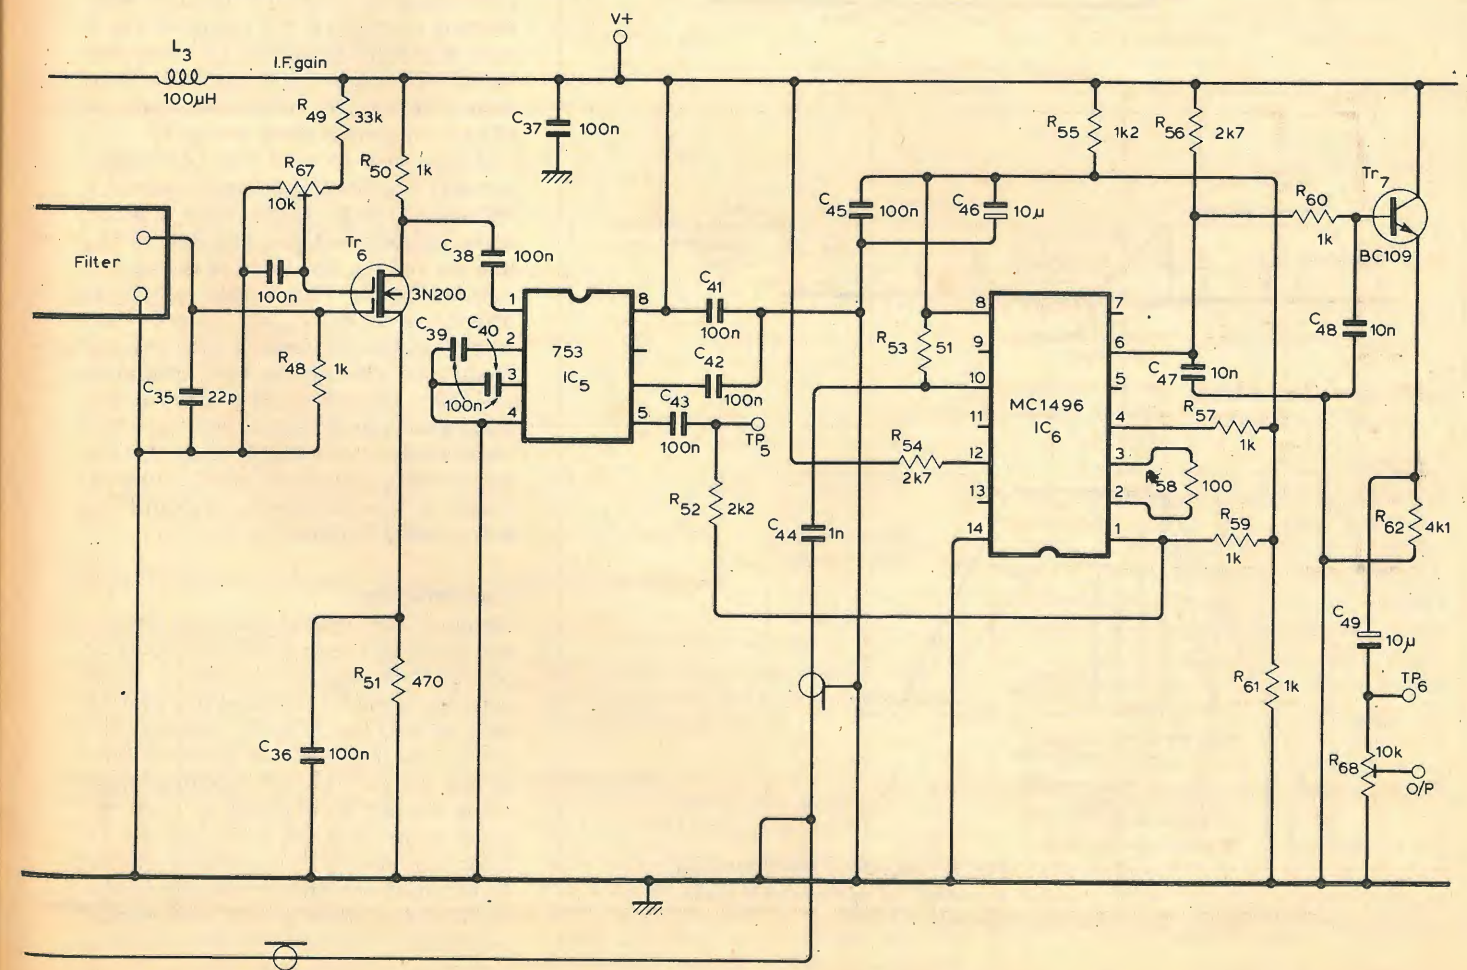 V+
L3
100µH
I.F. gain
R49 33k
R67
10k
R50 1k
C37 100n
R55 1k2
R56 2k7
Tr7
BC109
R60
1k
C45 100n
C46 10µ
Filter
Tr6
3N200
100n
C38 100n
C35 22p
R48 1k
C39
C40
100n
1
2
3
4
753
IC5
8
5
C41
100n
C42
100n
C43
100n
TP5
R52 2k2
R53 51
R54
2k7
C44 1n
8
9
10
11
12
13
14
MC1496
IC6
7
6
5
4
3
2
1
C47 10n
C48 10n
R57
1k
58 100
R59
1k
R62 4k1
C49
10µ
TP6
R61 1k
10k
R68
O/P
R51 470
C36 100n